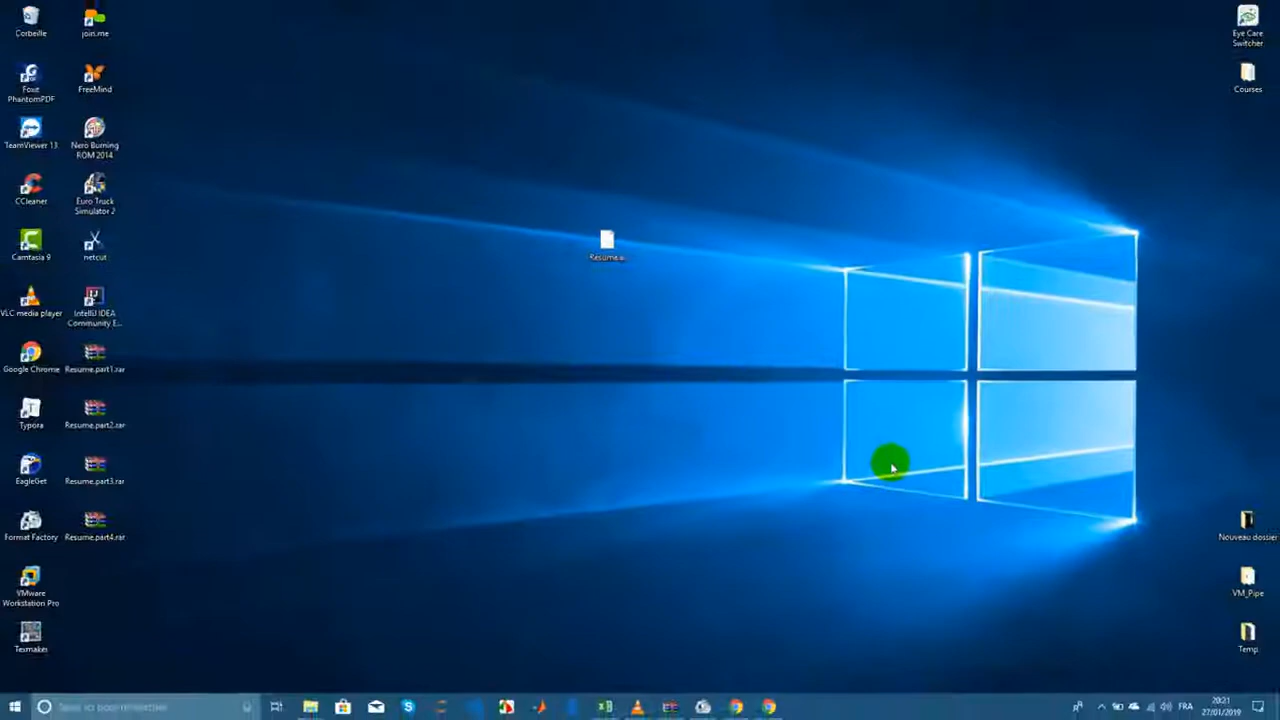 Corbeille
join.me
Foxit
PhantomPDF
FreeMind
TeamViewer 13
Nero Burning
ROM 2014
CCleaner
Euro Truck
Simulator 2
Camtasia 9
netcut
VLC media player
IntelliJ IDEA
Community E...
Google Chrome
Resume.part1.rar
Typora
Resume.part2.rar
EagleGet
Resume.part3.rar
Format Factory
Resume.part4.rar
VMware
Workstation Pro
Texmaker
Eye Care
Switcher
Courses
Nouveau dossier
VM_Pipe
Temp
FRA
20:21
27/01/2019